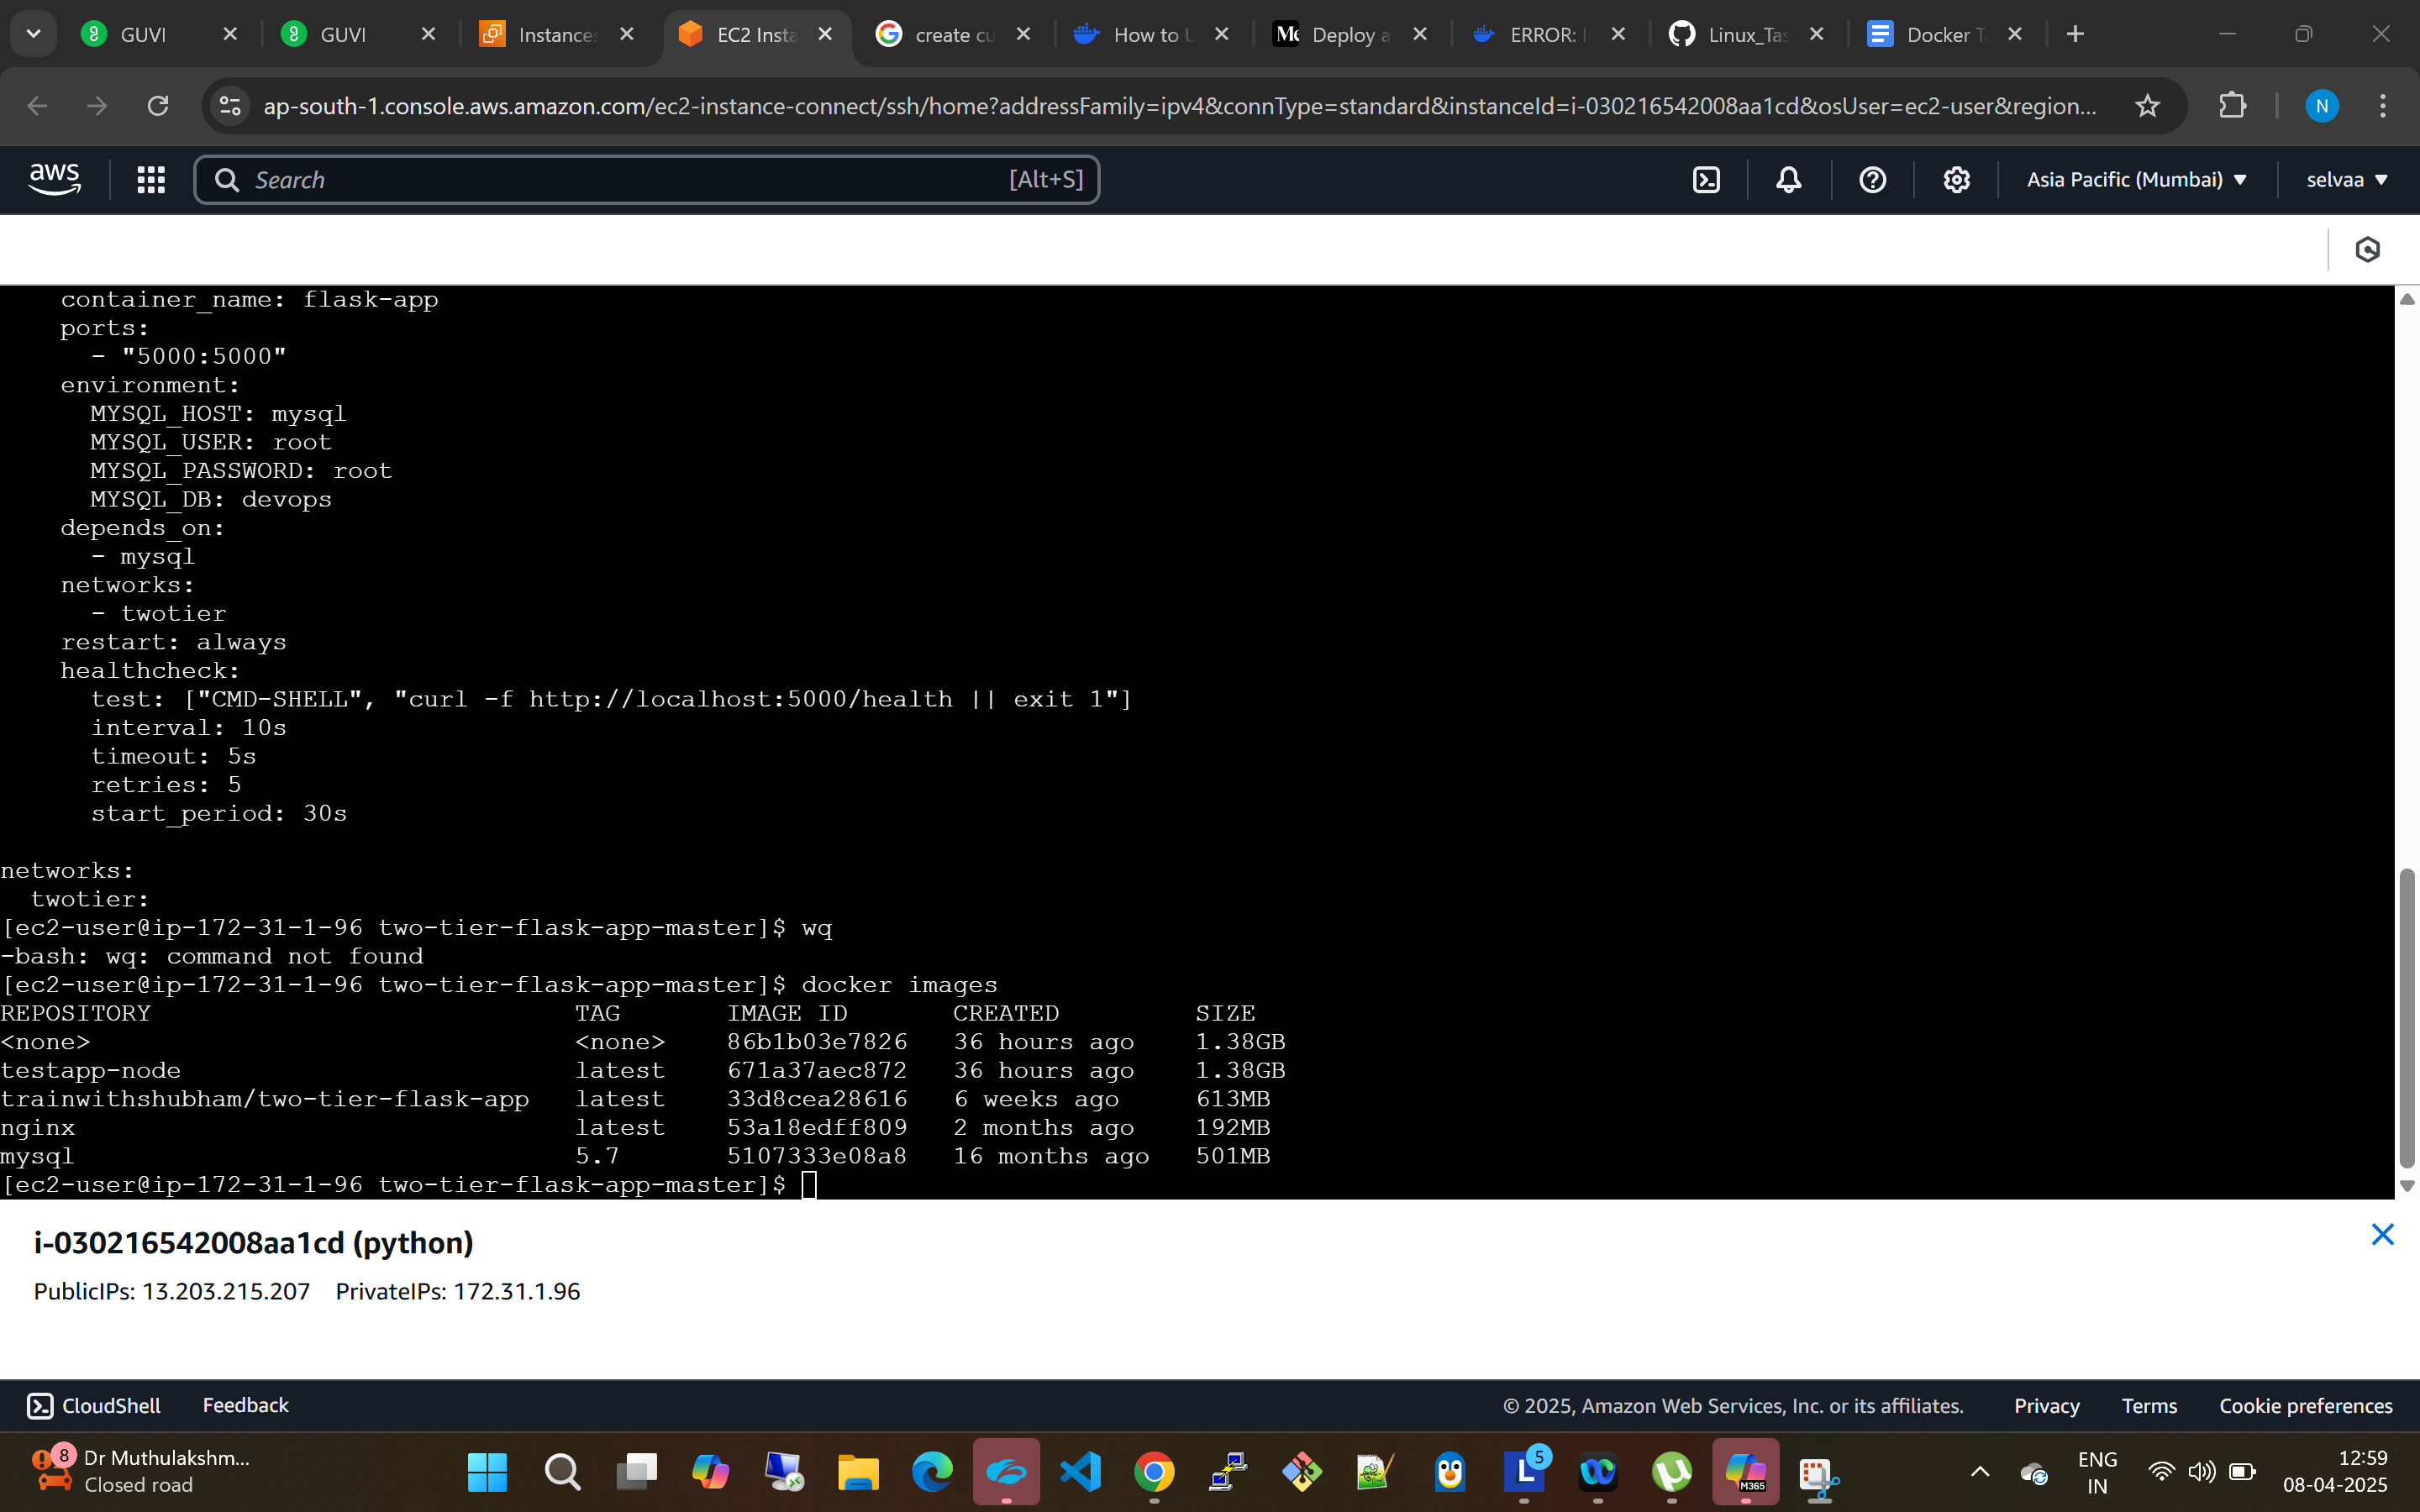 GUVI
GUVI
Instances
EC2 Insta
create cu
How to U
Deploy a
ERROR: I
Linux_Tas
Docker T
ap-south-1.console.aws.amazon.com/ec2-instance-connect/ssh/home?addressFamily=ipv4&connType=standard&instanceId=i-030216542008aa1cd&osUser=ec2-user&region...
N
aws
Search
[Alt+S]
Asia Pacific (Mumbai)
selvaa
    container_name: flask-app
    ports:
      - "5000:5000"
    environment:
      MYSQL_HOST: mysql
      MYSQL_USER: root
      MYSQL_PASSWORD: root
      MYSQL_DB: devops
    depends_on:
      - mysql
    networks:
      - twotier
    restart: always
    healthcheck:
      test: ["CMD-SHELL", "curl -f http://localhost:5000/health || exit 1"]
      interval: 10s
      timeout: 5s
      retries: 5
      start_period: 30s
networks:
  twotier:
[ec2-user@ip-172-31-1-96 two-tier-flask-app-master]$ wq
-bash: wq: command not found
[ec2-user@ip-172-31-1-96 two-tier-flask-app-master]$ docker images
REPOSITORY TAG IMAGE ID CREATED SIZE
<none> <none> 86b1b03e7826 36 hours ago 1.38GB
testapp-node latest 671a37aec872 36 hours ago 1.38GB
trainwithshubham/two-tier-flask-app latest 33d8cea28616 6 weeks ago 613MB
nginx latest 53a18edff809 2 months ago 192MB
mysql 5.7 5107333e08a8 16 months ago 501MB
[ec2-user@ip-172-31-1-96 two-tier-flask-app-master]$
i-030216542008aa1cd (python)
PublicIPs: 13.203.215.207 PrivateIPs: 172.31.1.96
CloudShell
Feedback
© 2025, Amazon Web Services, Inc. or its affiliates.
Privacy
Terms
Cookie preferences
8
Dr Muthulakshm...
Closed road
L
5
M365
ENG
IN
12:59
08-04-2025